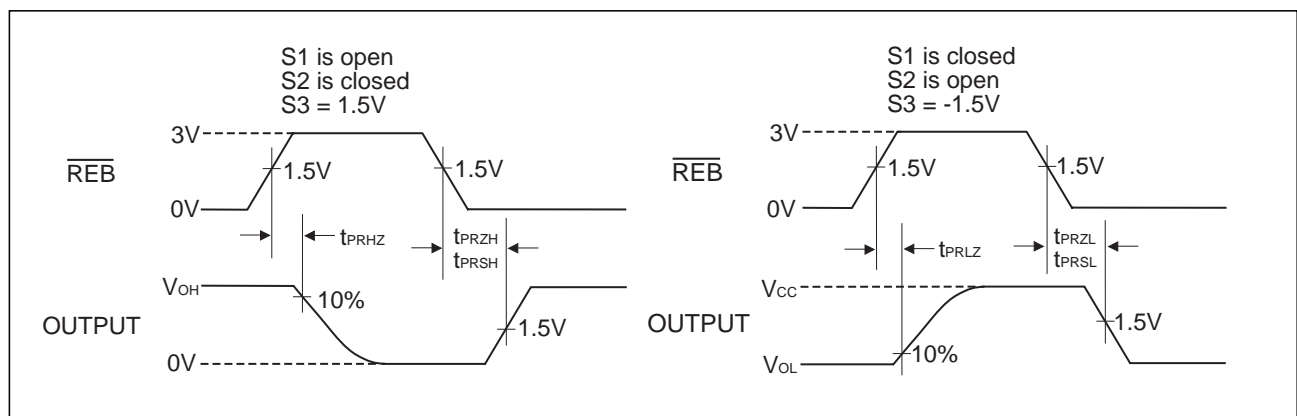 S1 is open
S2 is closed
S3 = 1.5V
3V
REB
1.5V
1.5V
0V
tPRHZ
tPRZH
tPRSH
VOH
10%
OUTPUT
1.5V
0V
S1 is closed
S2 is open
S3 = -1.5V
3V
REB
1.5V
1.5V
0V
tPRLZ
tPRZL
tPRSL
VCC
OUTPUT
1.5V
10%
VOL